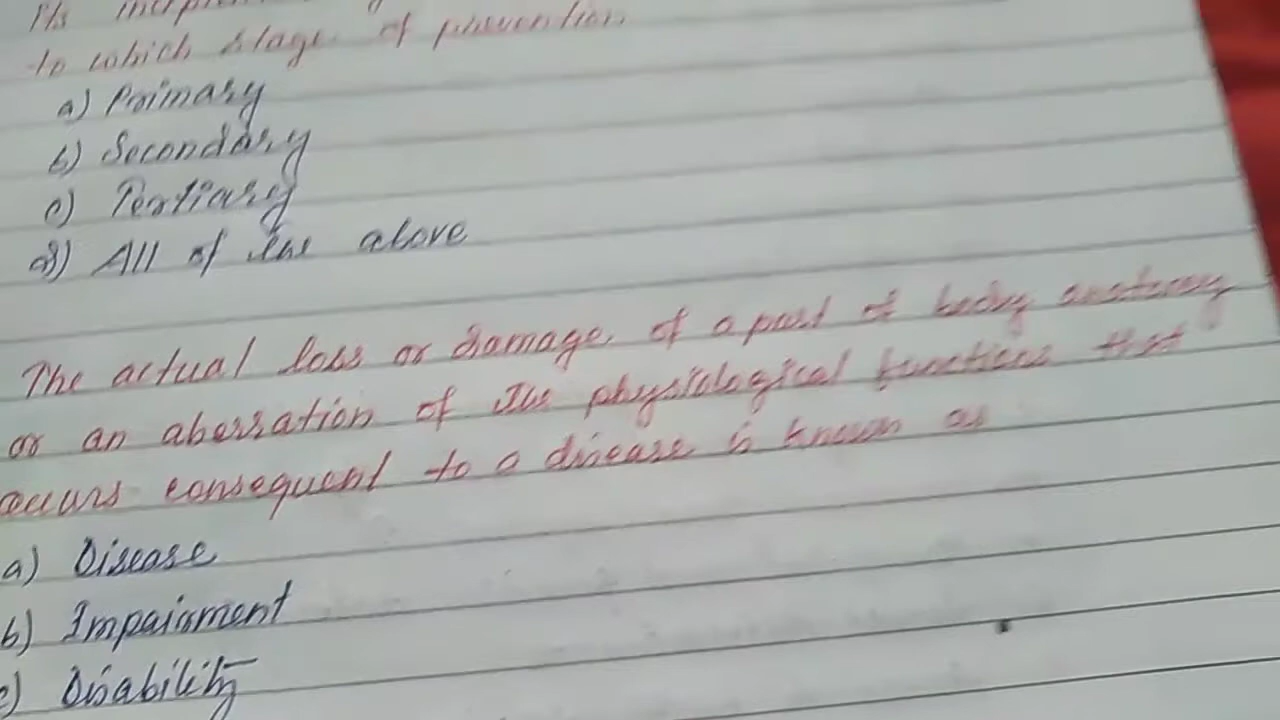 to which stage of prevention
a) Primary
b) Secondary
c) Tertiary
d) All of the above
The actual loss or damage of a part of body anatomy
or an aberration of the physiological functions that
occurs consequent to a disease is known as
a) Disease
b) Impairment
c) Disability